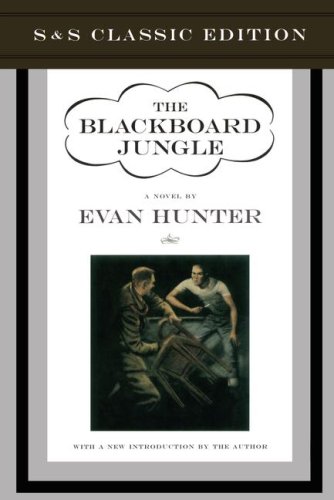 S&S CLASSIC EDITION
THE
BLACKBOARD
JUNGLE
A NOVEL BY
EVAN HUNTER
WITH A NEW INTRODUCTION BY THE AUTHOR